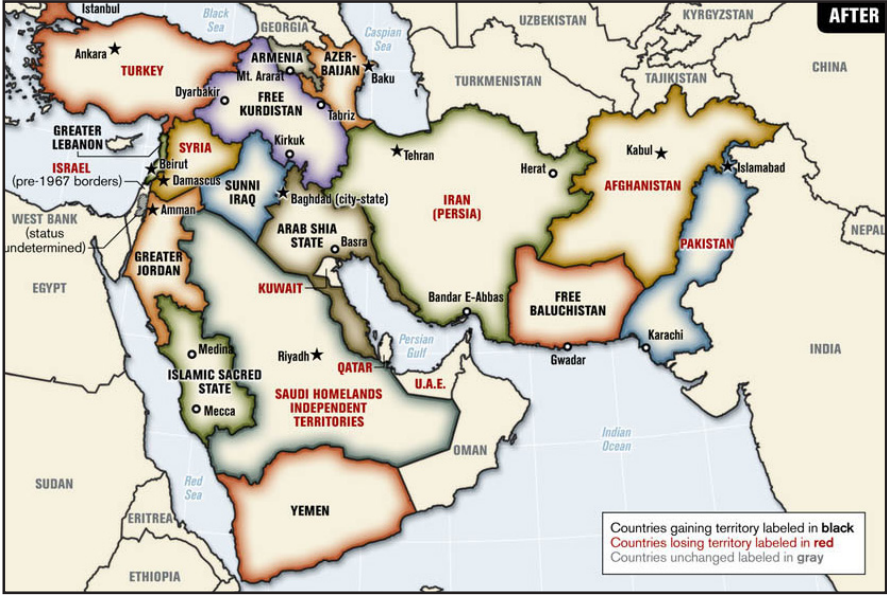 AFTER
Istanbul
Black
Sea
GEORGIA
Caspian
Sea
UZBEKISTAN
KYRGYZSTAN
Ankara
TURKEY
ARMENIA
Mt. Ararat
AZER-
BAIJAN
Baku
TURKMENISTAN
TAJIKISTAN
CHINA
Dyarbakir
FREE
KURDISTAN
Tabriz
GREATER
LEBANON
SYRIA
Kirkuk
Tehran
Herat
Kabul
Islamabad
ISRAEL
(pre-1967 borders)
Beirut
Damascus
SUNNI
IRAQ
Baghdad (city-state)
IRAN
(PERSIA)
AFGHANISTAN
WEST BANK
(status
undetermined)
Amman
ARAB SHIA
STATE
Basra
PAKISTAN
NEPAL
GREATER
JORDAN
EGYPT
KUWAIT
Bandar E-Abbas
FREE
BALUCHISTAN
Karachi
Gwadar
INDIA
Medina
Riyadh
Persian
Gulf
QATAR
U.A.E.
ISLAMIC SACRED
STATE
Mecca
SAUDI HOMELANDS
INDEPENDENT
TERRITORIES
OMAN
Indian
Ocean
SUDAN
Red
Sea
YEMEN
ERITREA
ETHIOPIA
Countries gaining territory labeled in black
Countries losing territory labeled in red
Countries unchanged labeled in gray